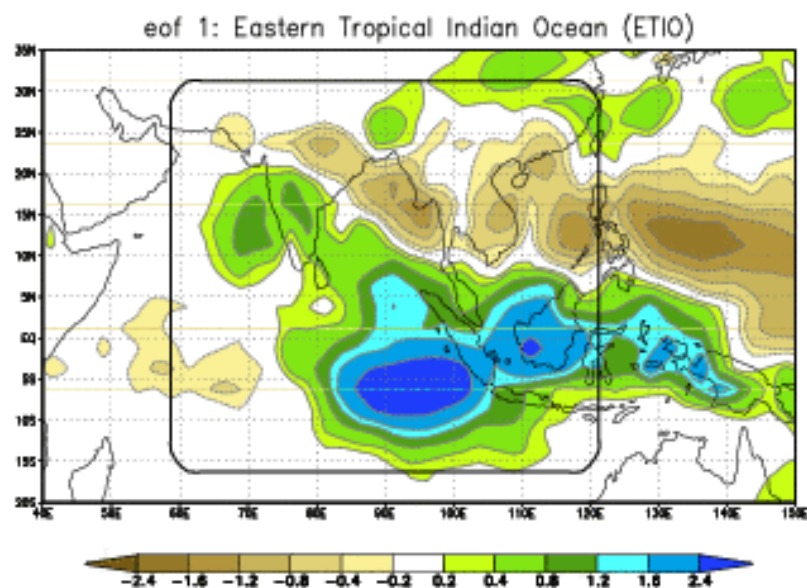 eof 1: Eastern Tropical Indian Ocean (ETIO)
35N
30N
25N
20N
15N
10N
5N
EQ
5S
10S
15S
20S
40E 50E 60E 70E 80E 90E 100E 110E 120E 130E 140E 150E
-2.4 -1.6 -1.2 -0.8 -0.4 -0.2 0.2 0.4 0.8 1.2 1.6 2.4